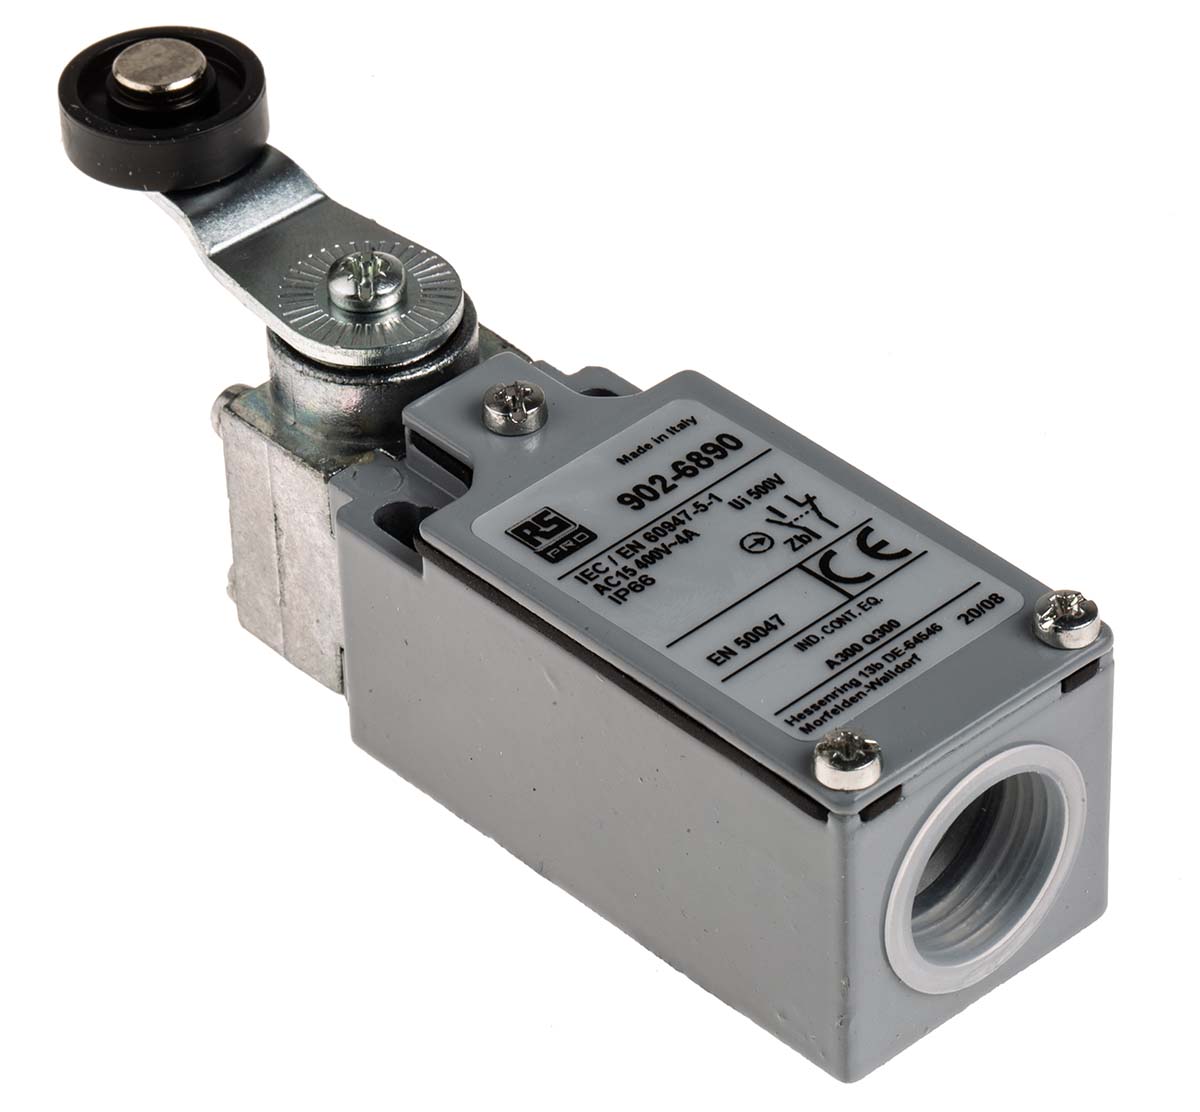 Made in Italy
RS PRO 902-6890
IEC / EN 60947-5-1 Ui 500V
AC15 400V~4A
IP66
Zb
EN 50047 CE
IND. CONT. EQ.
A300 Q300
Hessenring 13b DE-64546 20/08
Morfelden-Walldorf